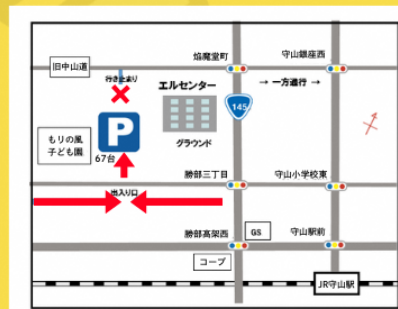 焰魔堂町
守山銀座西
旧中山道
行き止まり
エルセンター
→ 一方通行 →
145
P
グラウンド
もりの風
子ども園
67台
勝部三丁目
守山小学校東
出入り口
勝部高架西
GS
守山駅前
コープ
JR守山駅